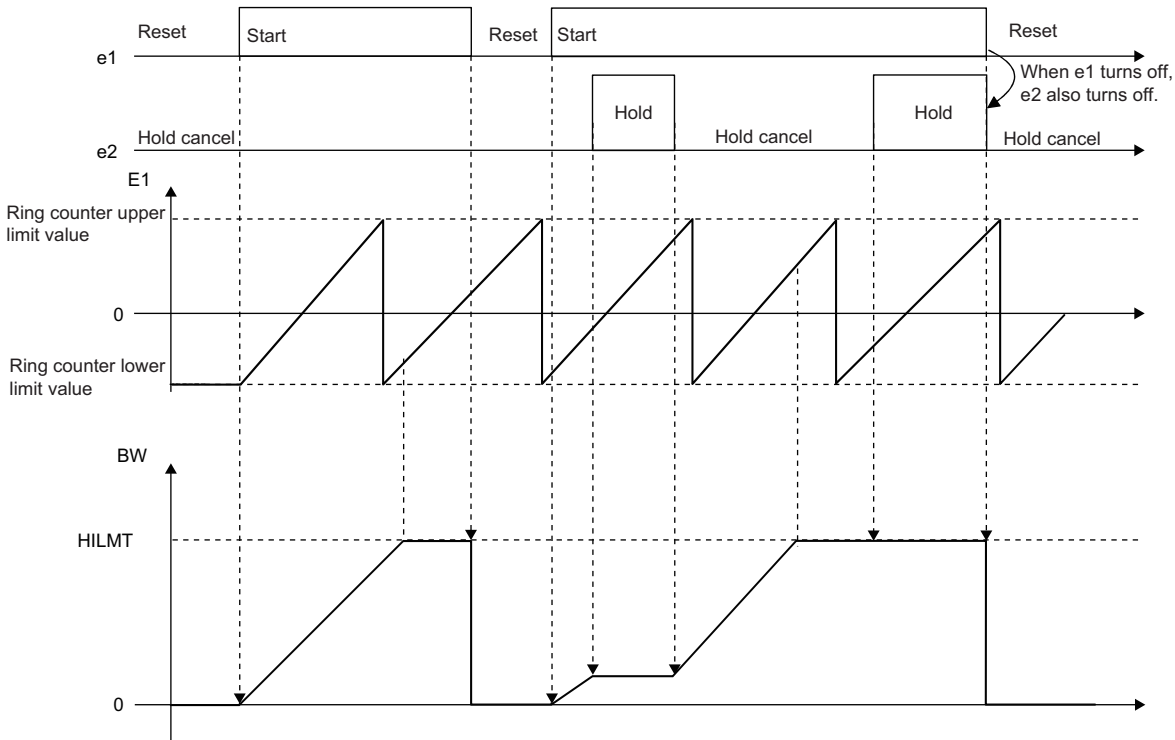 Reset
Start
Reset
Start
Reset
e1
When e1 turns off,
e2 also turns off.
Hold
Hold
Hold cancel
Hold cancel
Hold cancel
e2
E1
Ring counter upper
limit value
0
Ring counter lower
limit value
BW
HILMT
0